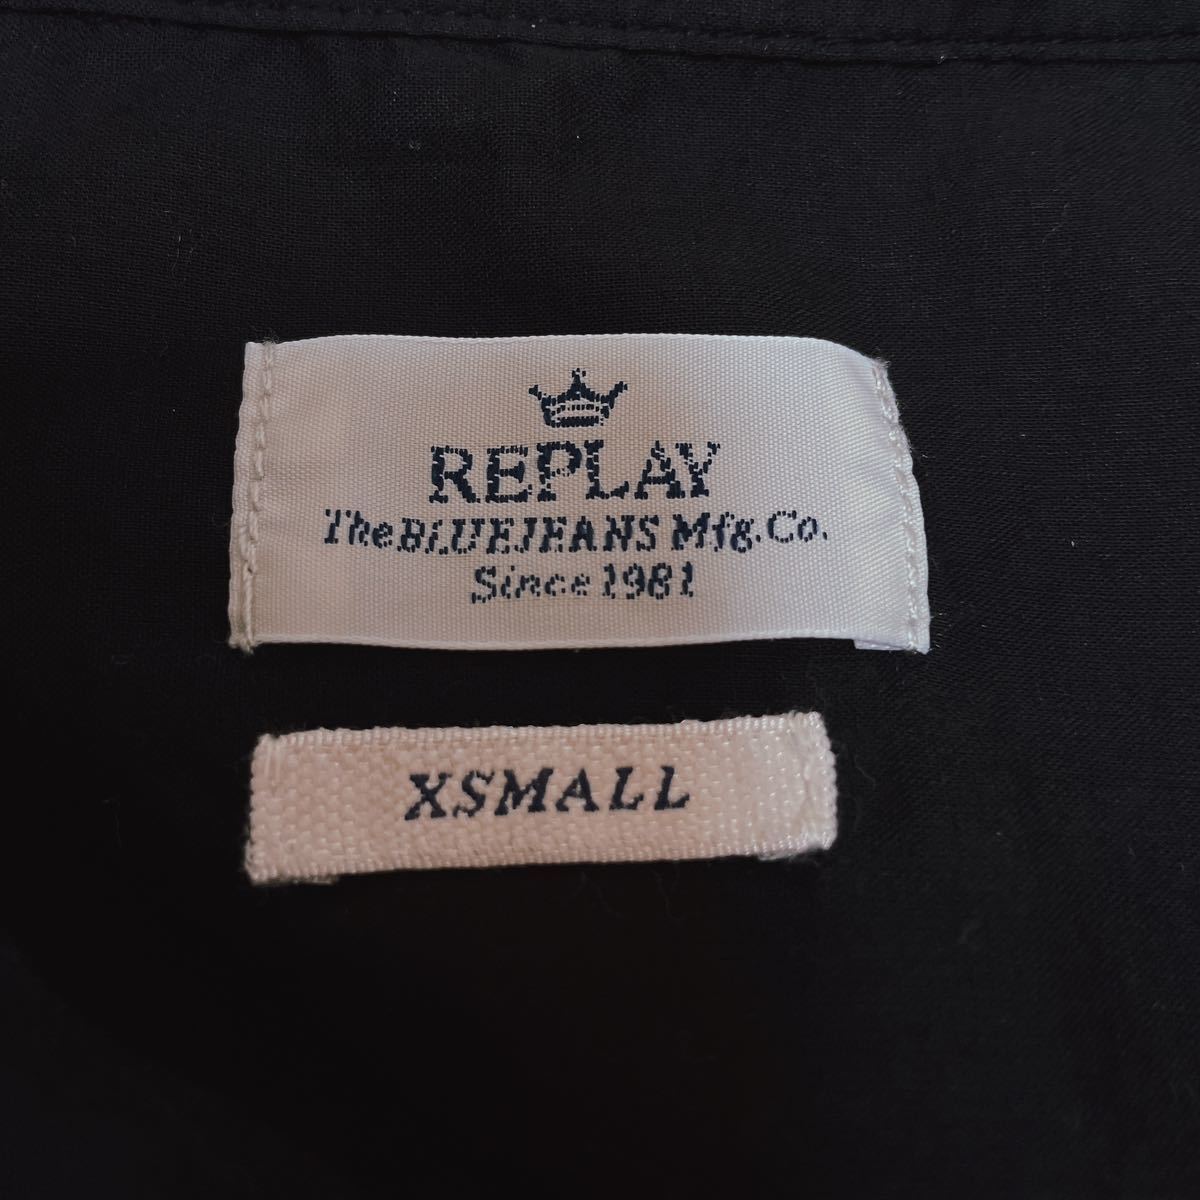 REPLAY
The BLUEJEANS Mfg. Co.
Since 1981
XSMALL